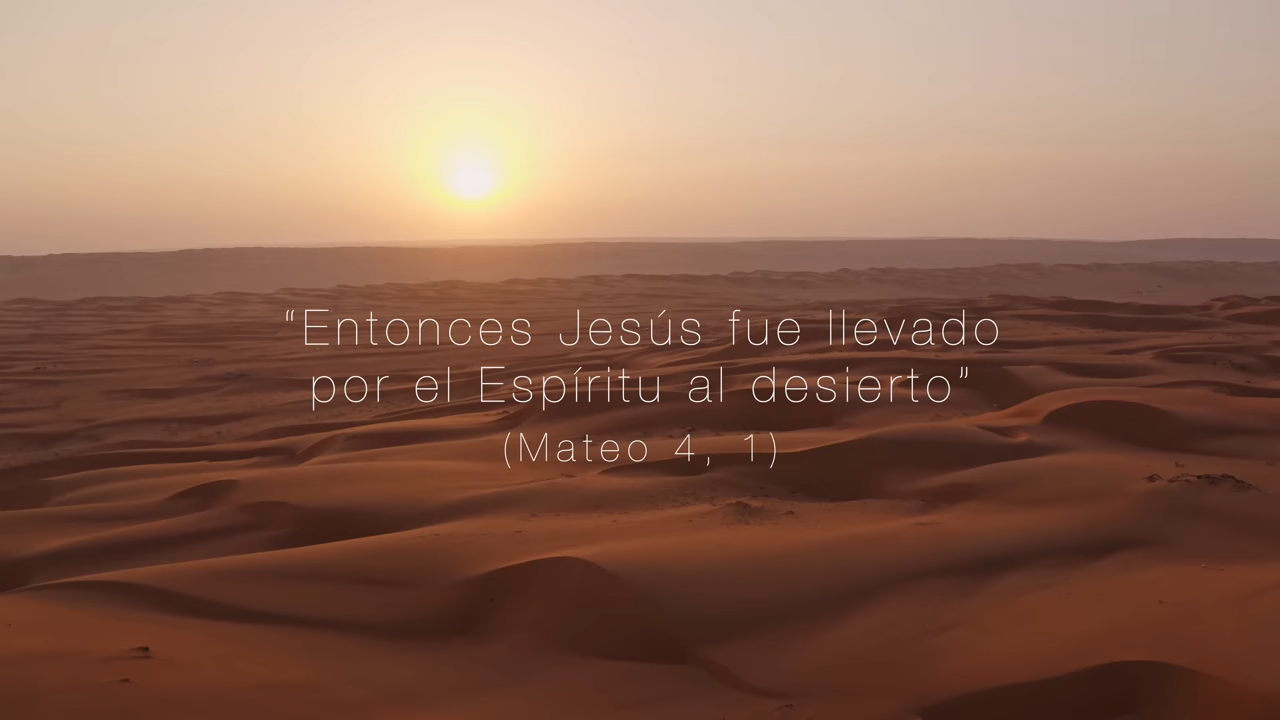 “Entonces Jesús fue llevado
por el Espíritu al desierto”
(Mateo 4, 1)